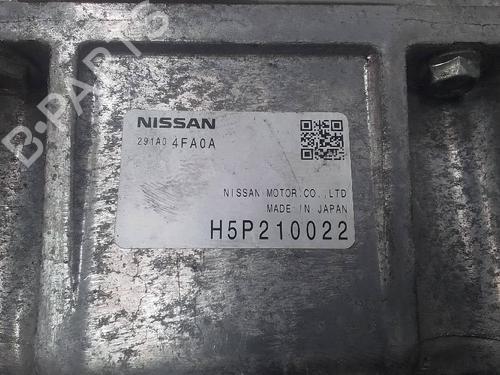 B-PARTS
NISSAN
291A0 4FA0A
NISSAN MOTOR CO.,LTD
MADE IN JAPAN
H5P210022